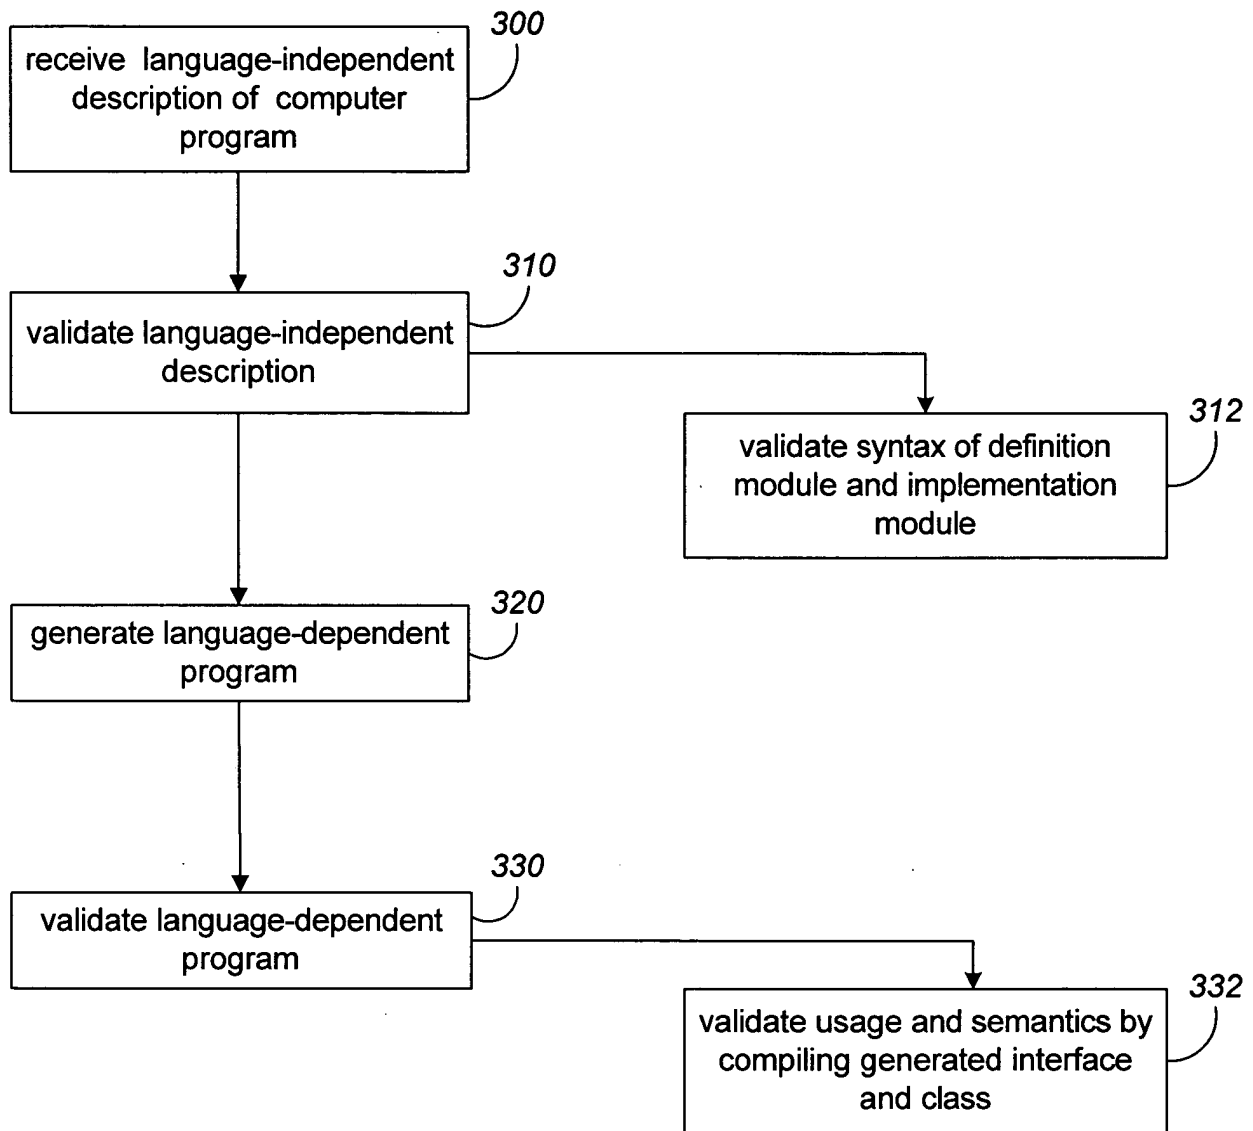 300
receive language-independent
description of computer
program
310
validate language-independent
description
312
validate syntax of definition
module and implementation
module
320
generate language-dependent
program
330
validate language-dependent
program
332
validate usage and semantics by
compiling generated interface
and class